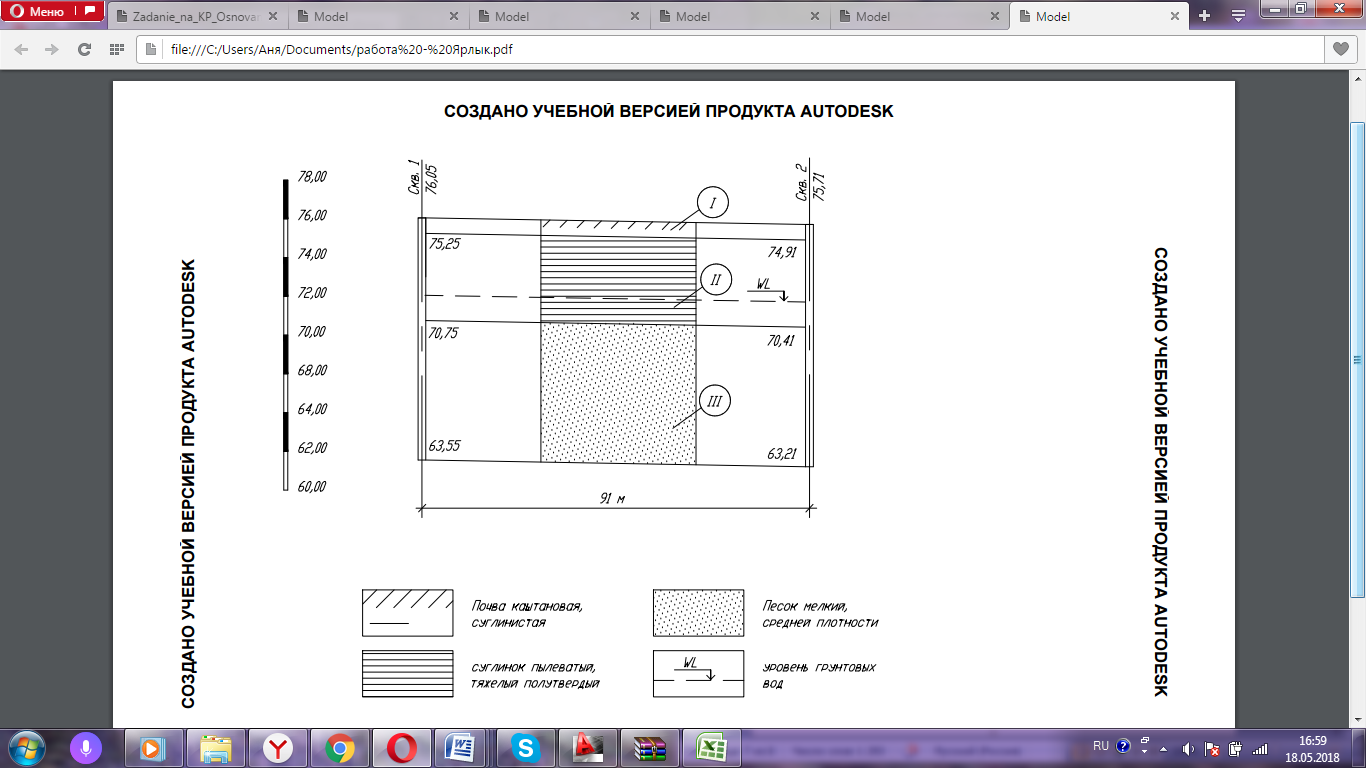 Меню
Zadanie_na_KP_Osnovan
Model
Model
Model
Model
Model
file:///C:/Users/Аня/Documents/работа%20-%20Ярлык.pdf
СОЗДАНО УЧЕБНОЙ ВЕРСИЕЙ ПРОДУКТА AUTODESK
СОЗДАНО УЧЕБНОЙ ВЕРСИЕЙ ПРОДУКТА AUTODESK
СОЗДАНО УЧЕБНОЙ ВЕРСИЕЙ ПРОДУКТА AUTODESK
78,00
76,00
74,00
72,00
70,00
68,00
64,00
62,00
60,00
Скв. 1
76,05
Скв. 2
75,71
I
75,25
74,91
II
WL
70,75
70,41
III
63,55
63,21
91 м
Почва каштановая,
суглинистая
Песок мелкий,
средней плотности
суглинок пылеватый,
тяжелый полутвердый
WL
уровень грунтовых
вод
RU
16:59
18.05.2018